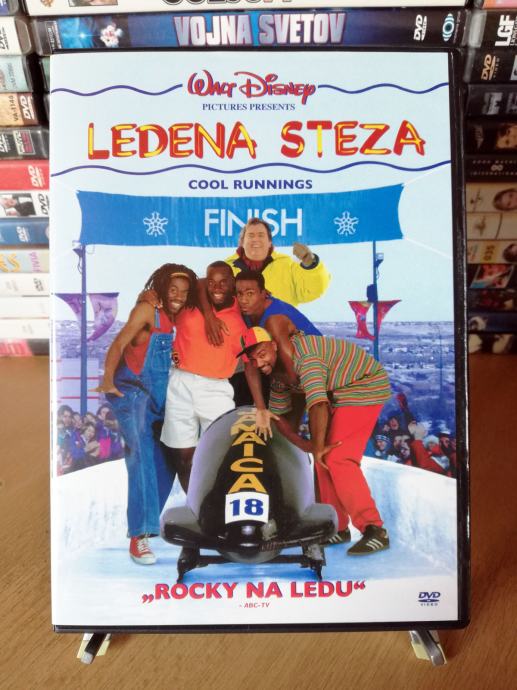 VOJNA SVETOV
DVD
WALT DISNEY
PICTURES PRESENTS
LEDENA STEZA
COOL RUNNINGS
FINISH
JAMAICA
18
„ROCKY NA LEDU“
- ABC-TV
DVD
VIDEO